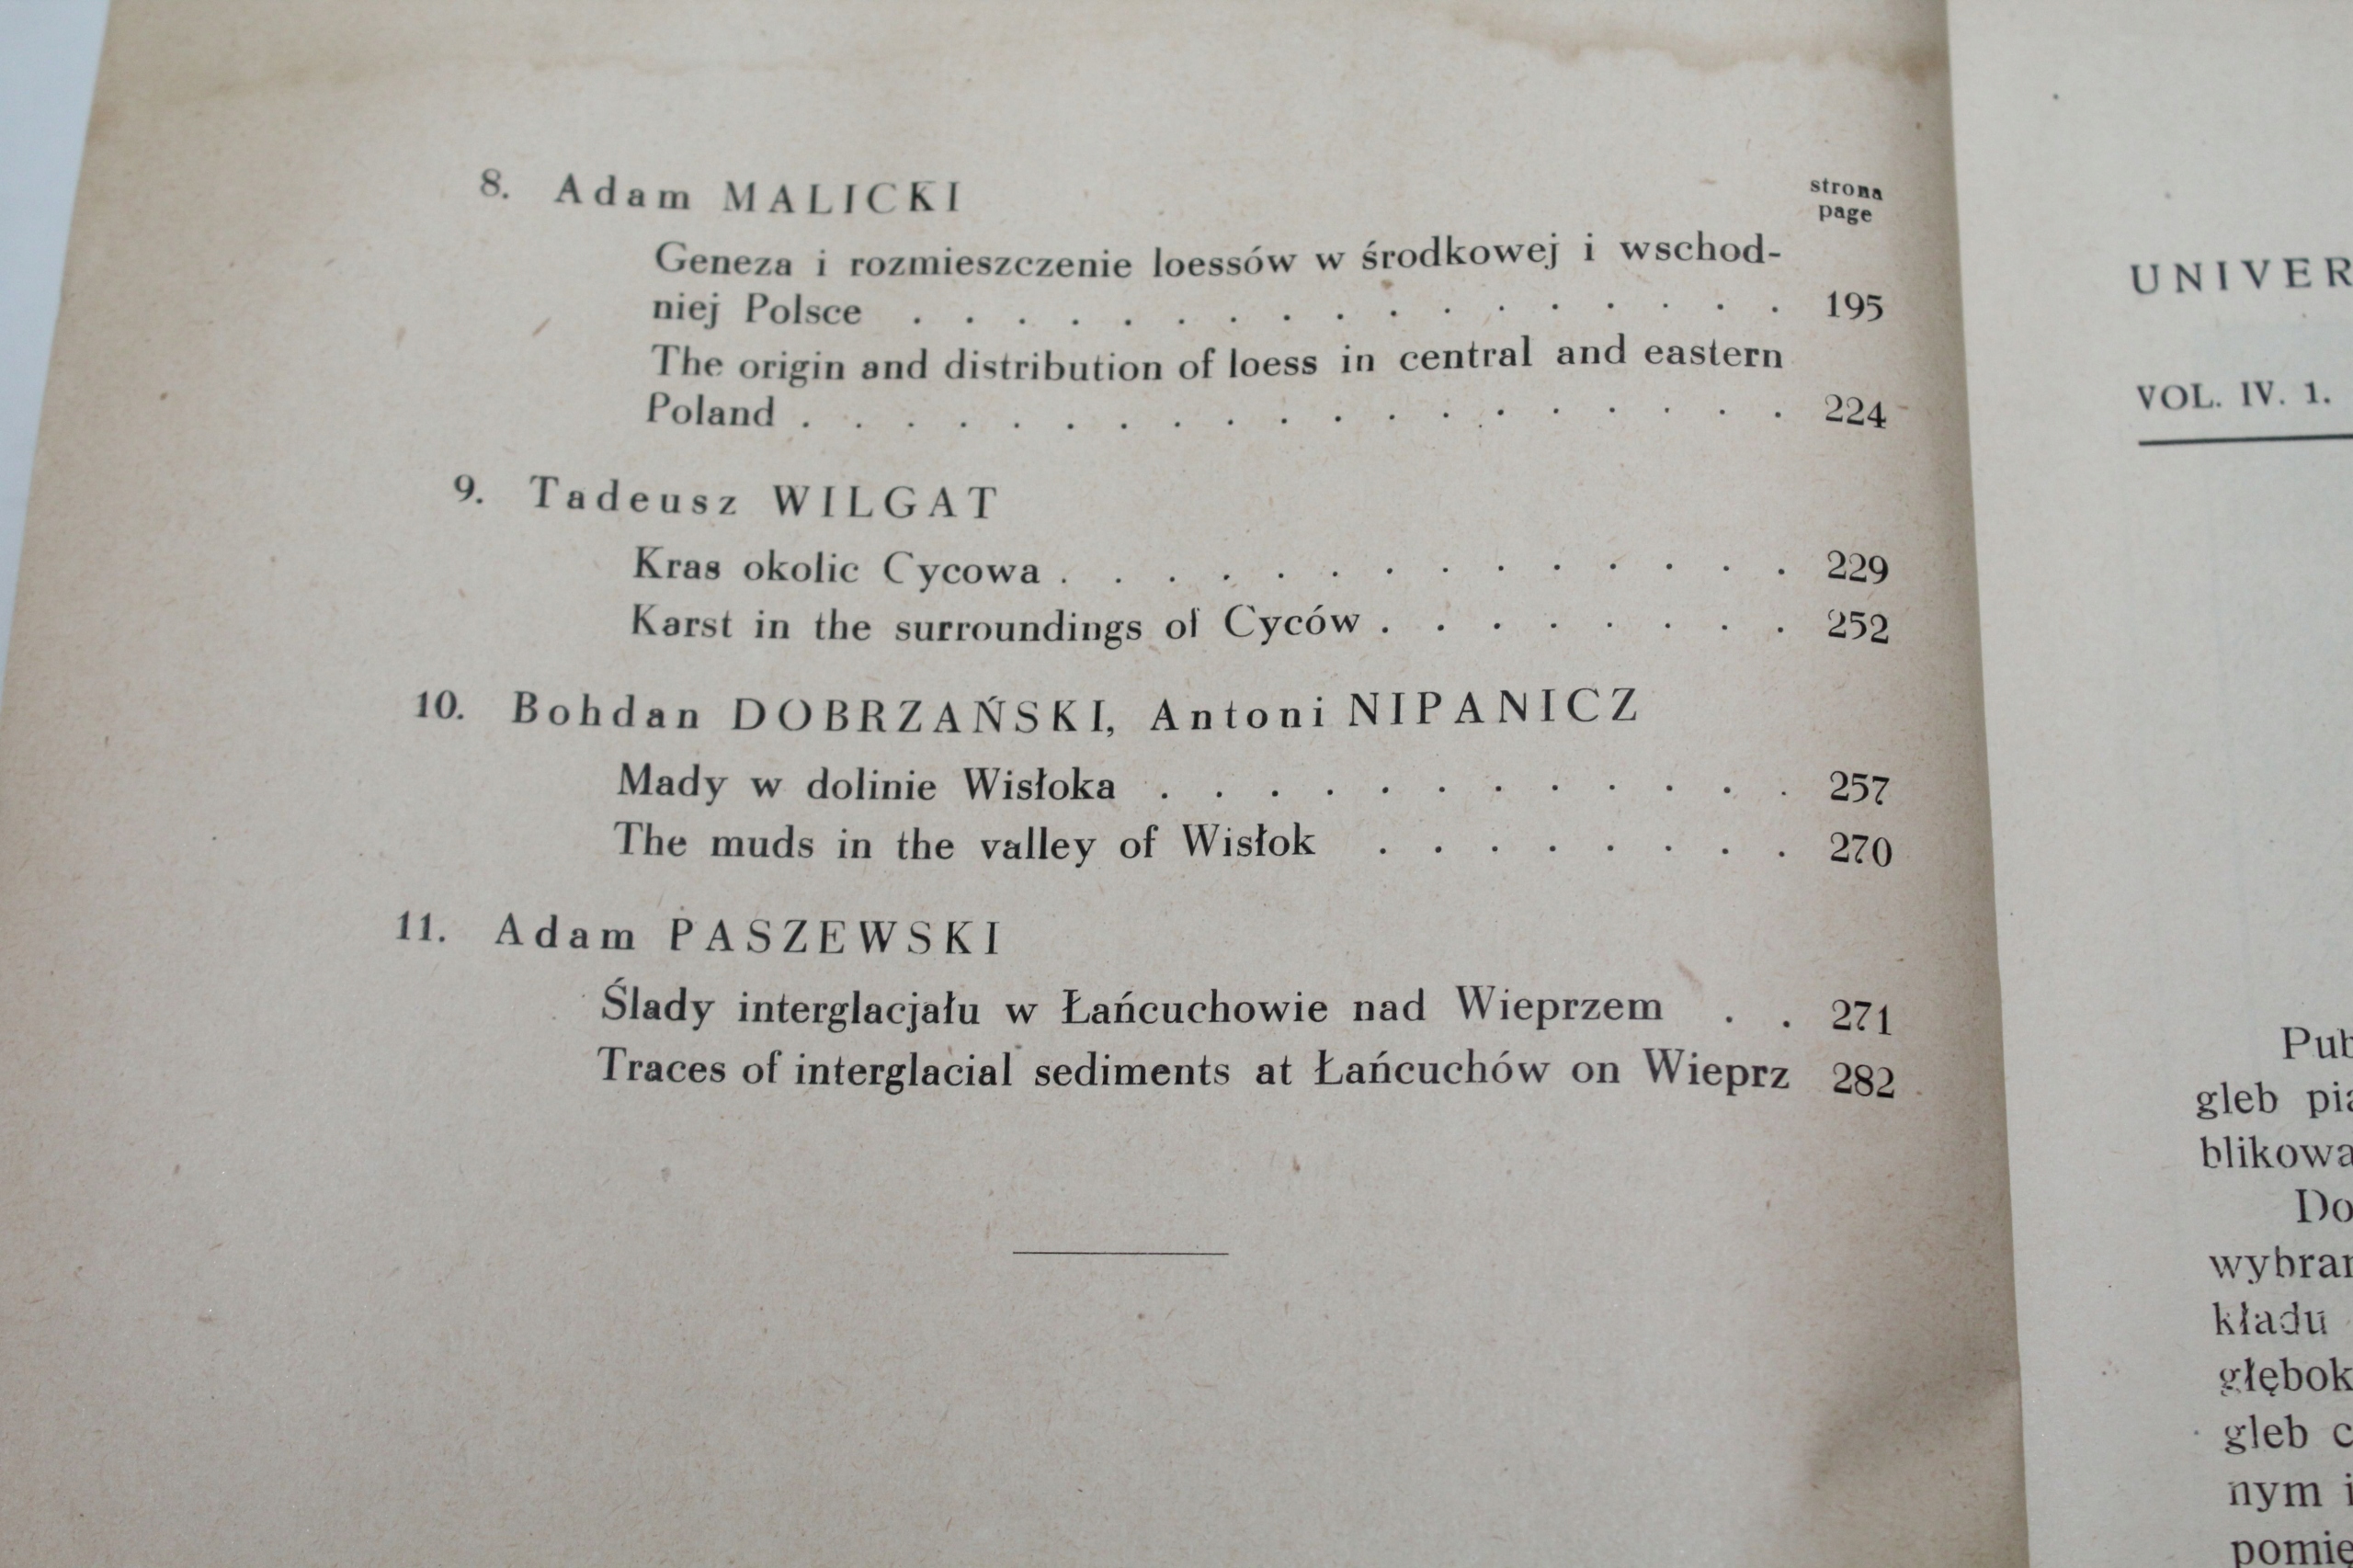 strona
page
8. Adam MALICKI
Geneza i rozmieszczenie loessów w środkowej i wschod-
niej Polsce . . . . . . . . . . . . . . . . . 195
The origin and distribution of loess in central and eastern
Poland . . . . . . . . . . . . . . . . . . . 224
9. Tadeusz WILGAT
Kras okolic Cycowa . . . . . . . . . . . . . . 229
Karst in the surroundings of Cyców . . . . . . . . 252
10. Bohdan DOBRZAŃSKI, Antoni NIPANICZ
Mady w dolinie Wisłoka . . . . . . . . . . . . 257
The muds in the valley of Wisłok . . . . . . . . 270
11. Adam PASZEWSKI
Ślady interglacjału w Łańcuchowie nad Wieprzem . . 271
Traces of interglacial sediments at Łańcuchów on Wieprz 282
UNIVER
VOL. IV. 1.
Pub
gleb
blikowa
Do
wybran
kładu
głębok
gleb
nym
pomię